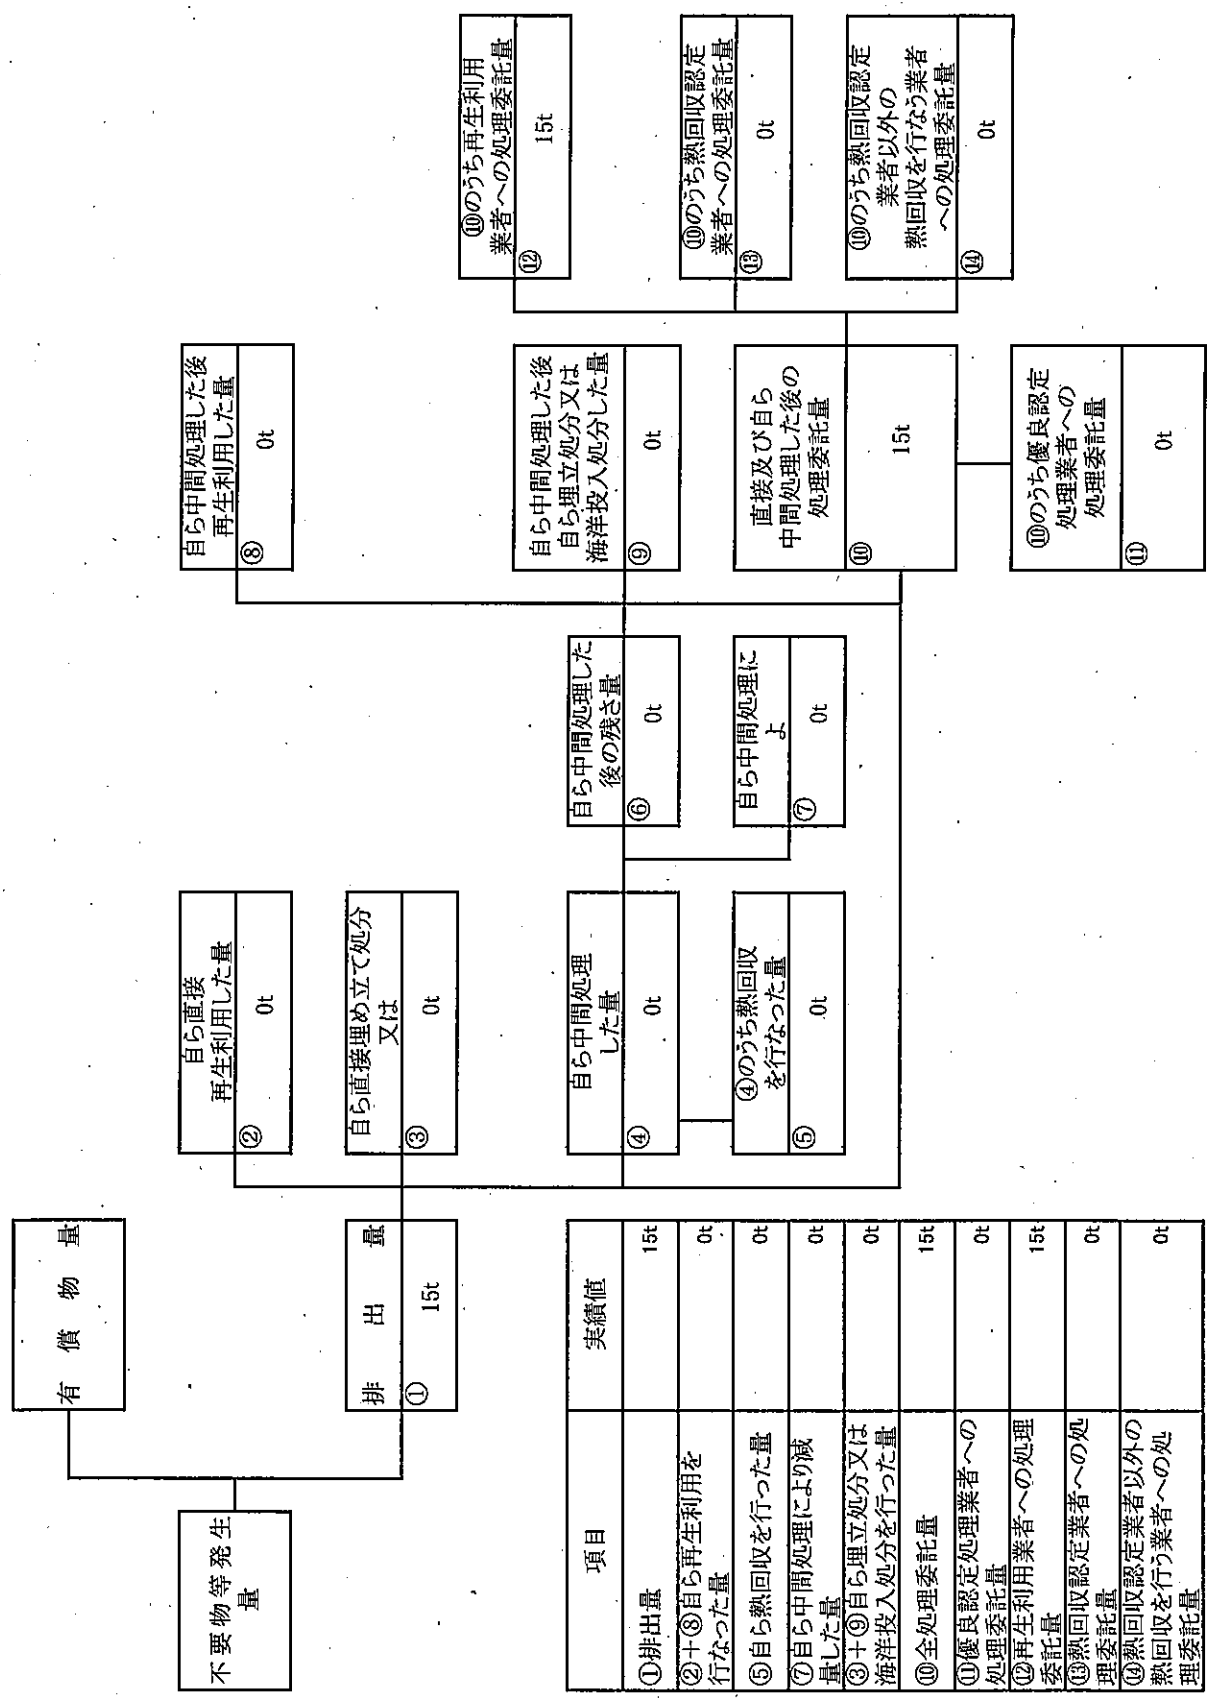 不要物等発生
量
有償物量
排出量
①
15t
自ら直接
再生利用した量
②
0t
自ら直接埋め立て処分
又は
③
0t
自ら中間処理
した量
④
0t
④のうち熱回収
を行なった量
⑤
0t
自ら中間処理した
後の残さ量
⑥
0t
自ら中間処理に
よ
⑦
0t
自ら中間処理した後
再生利用した量
⑧
0t
自ら中間処理した後
自ら埋立処分又は
海洋投入処分した量
⑨
0t
直接及び自ら
中間処理した後の
処理委託量
⑩
15t
⑩のうち優良認定
処理業者への
処理委託量
⑪
0t
⑩のうち再生利用
業者への処理委託量
⑫
15t
⑩のうち熱回収認定
業者への処理委託量
⑬
0t
⑩のうち熱回収認定
業者以外の
熱回収を行なう業者
への処理委託量
⑭
0t
項目 実績値
①排出量 15t
②+⑧自ら再生利用を
行なった量 0t
⑤自ら熱回収を行った量 0t
⑦自ら中間処理により減
量した量 0t
③+⑨自ら埋立処分又は
海洋投入処分を行った量 0t
⑩全処理委託量 15t
⑪優良認定処理業者への
処理委託量 0t
⑫再生利用業者への処理
委託量 15t
⑬熱回収認定業者への処
理委託量 0t
⑭熱回収認定業者以外の
熱回収を行う業者への処
理委託量 0t